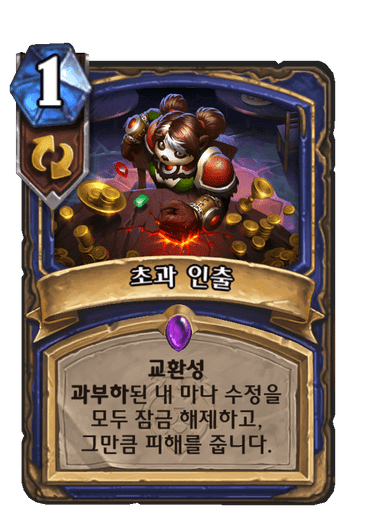 1
초과 인출
교환성
과부하된 내 마나 수정을
모두 잠금 해제하고,
그만큼 피해를 줍니다.